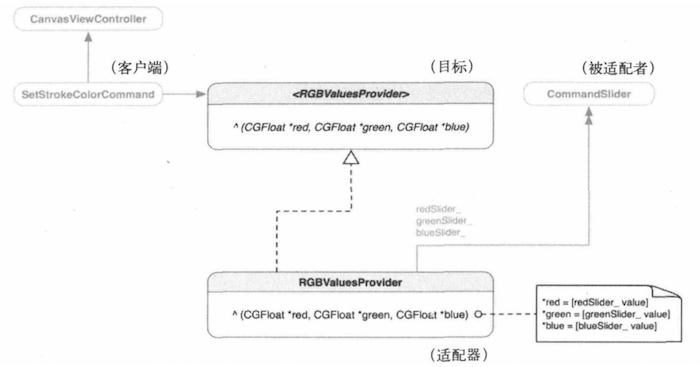 CanvasViewController
（客户端）
（目标）
（被适配者）
SetStrokeColorCommand
<RGBValuesProvider>
CommandSlider
^ (CGFloat *red, CGFloat *green, CGFloat *blue)
redSlider_
greenSlider_
blueSlider_
RGBValuesProvider
^ (CGFloat *red, CGFloat *green, CGFloat *blue)
*red = [redSlider_ value]
*green = [greenSlider_ value]
*blue = [blueSlider_ value]
（适配器）